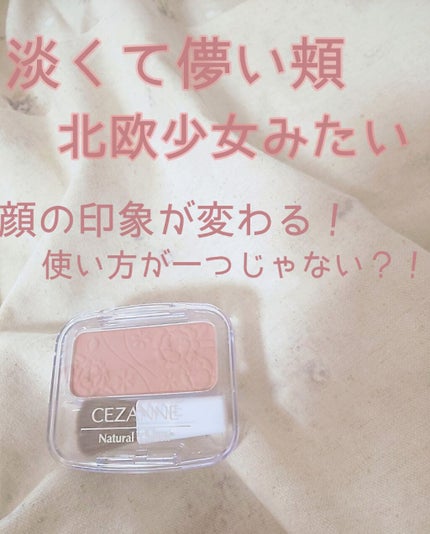 淡くて儚い頬
北欧少女みたい
顔の印象が変わる！
使い方が一つじゃない？！
CEZANNE
Natural